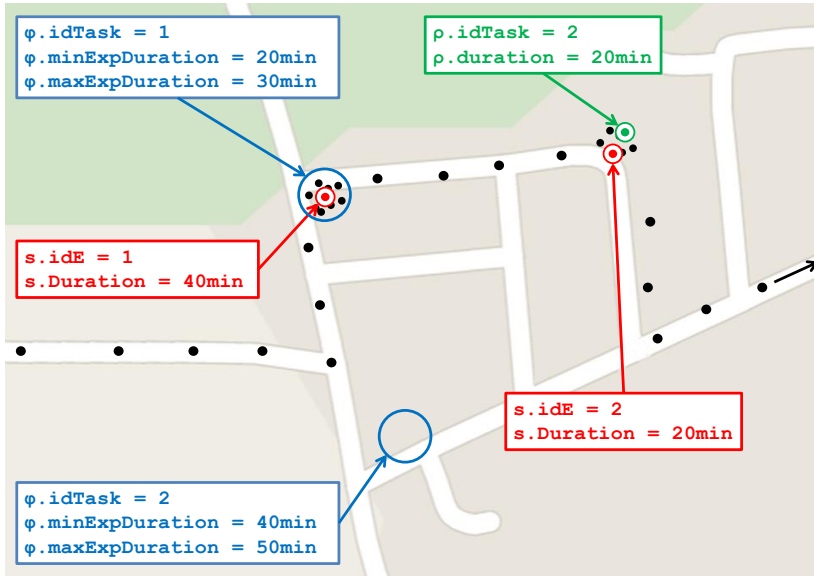 φ.idTask = 1
φ.minExpDuration = 20min
φ.maxExpDuration = 30min
ρ.idTask = 2
ρ.duration = 20min
s.idE = 1
s.Duration = 40min
s.idE = 2
s.Duration = 20min
φ.idTask = 2
φ.minExpDuration = 40min
φ.maxExpDuration = 50min